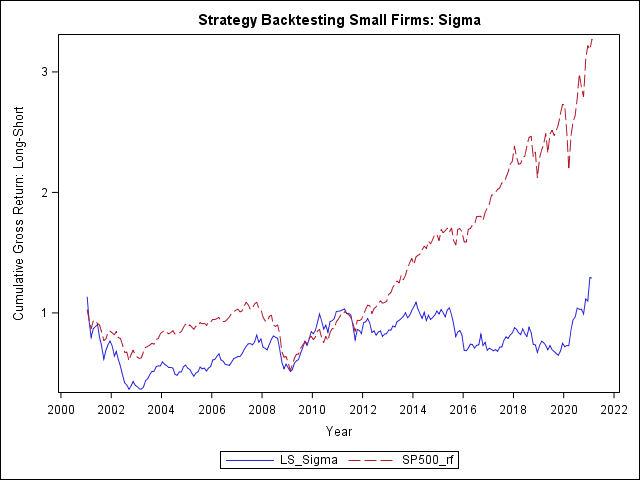 Strategy Backtesting Small Firms: Sigma
Cumulative Gross Return: Long-Short
3
2
1
2000 2002 2004 2006 2008 2010 2012 2014 2016 2018 2020 2022
Year
LS_Sigma SP500_rf